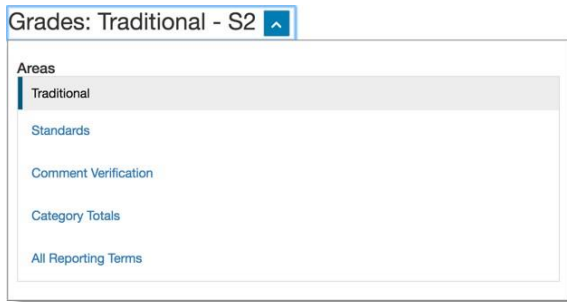 Grades: Traditional - S2
Areas
Traditional
Standards
Comment Verification
Category Totals
All Reporting Terms